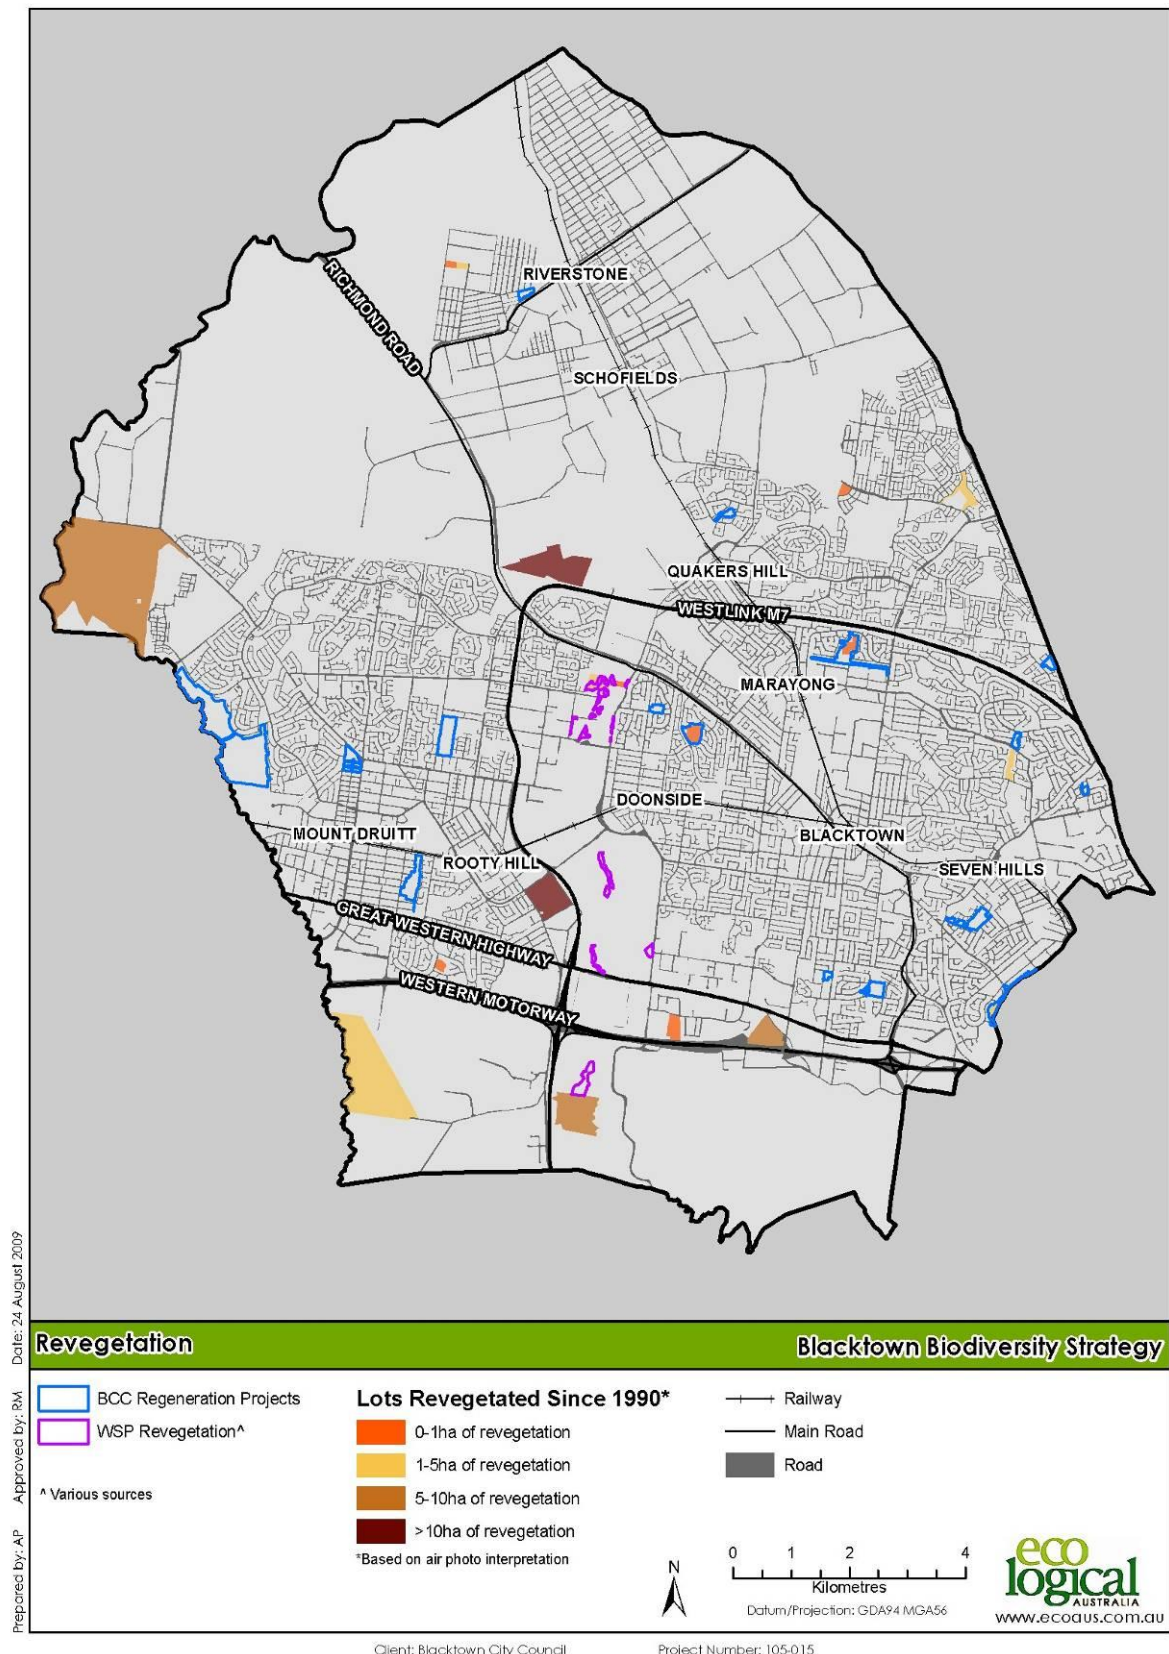 RIVERSTONE
RICHMOND ROAD
SCHOFIELDS
QUAKERS HILL
WESTLINK M7
MARAYONG
DOONSIDE
MOUNT DRUITT
BLACKTOWN
ROOTY HILL
SEVEN HILLS
GREAT WESTERN HIGHWAY
WESTERN MOTORWAY
Prepared by: AP Approved by: RM Date: 24 August 2009
Revegetation Blacktown Biodiversity Strategy
BCC Regeneration Projects
WSP Revegetation^
^ Various sources
Lots Revegetated Since 1990*
0-1ha of revegetation
1-5ha of revegetation
5-10ha of revegetation
>10ha of revegetation
*Based on air photo interpretation
Railway
Main Road
Road
N
0 1 2 4
Kilometres
Datum/Projection: GDA94 MGA56
eco
logical
AUSTRALIA
www.ecoaus.com.au
Client: Blacktown City Council Project Number: 105-015